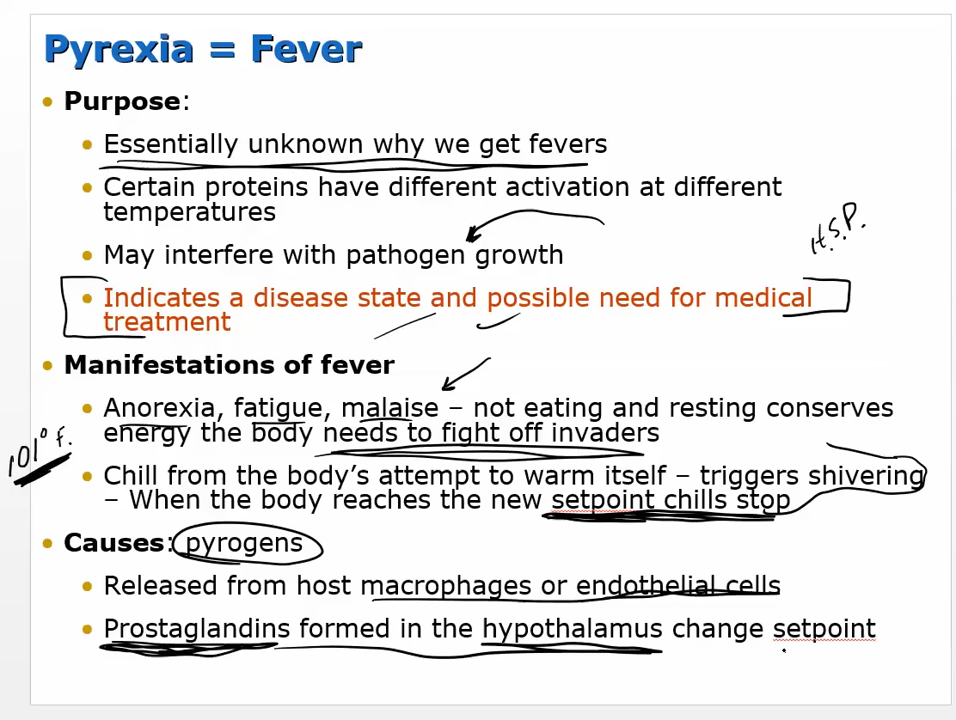 Pyrexia = Fever
• Purpose:
• Essentially unknown why we get fevers
• Certain proteins have different activation at different
temperatures
H.S.P.
• May interfere with pathogen growth
• Indicates a disease state and possible need for medical
treatment
• Manifestations of fever
• Anorexia, fatigue, malaise – not eating and resting conserves
energy the body needs to fight off invaders
101° F.
• Chill from the body’s attempt to warm itself – triggers shivering
– When the body reaches the new setpoint chills stop
• Causes: pyrogens
• Released from host macrophages or endothelial cells
• Prostaglandins formed in the hypothalamus change setpoint